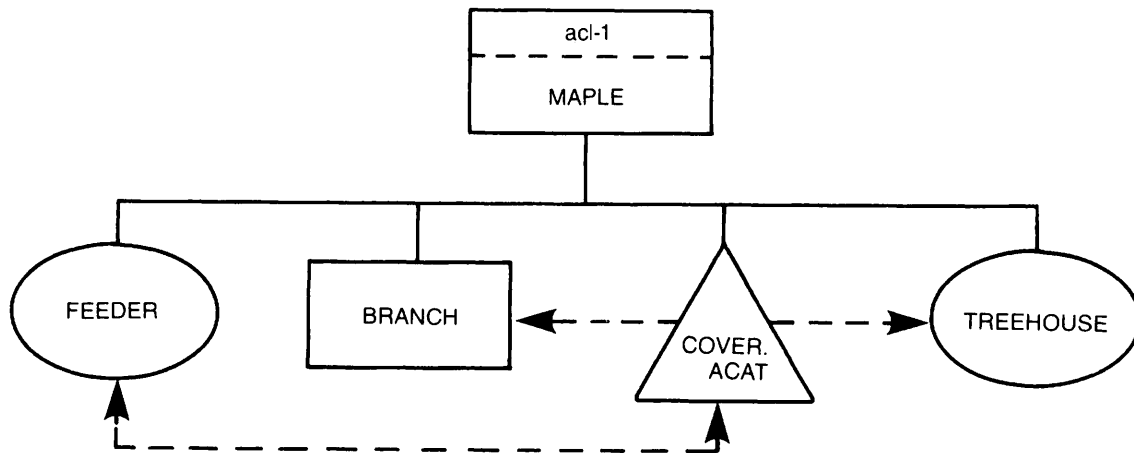 acl-1
MAPLE
FEEDER
BRANCH
COVER.
ACAT
TREEHOUSE